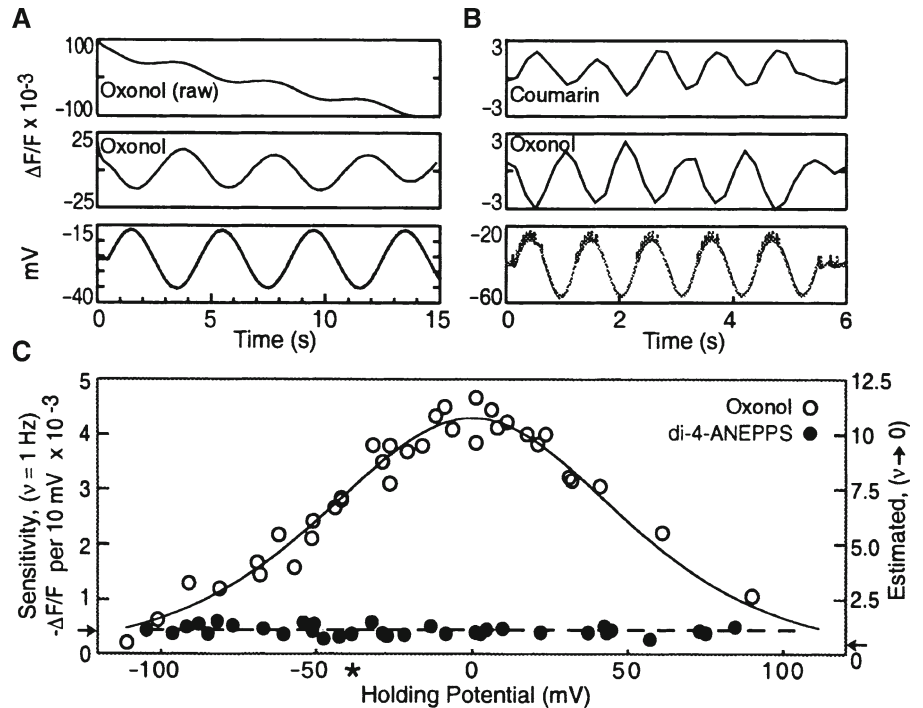 A
100
-100
Oxonol (raw)
ΔF/F x 10-3
25
-25
Oxonol
-15
-40
mV
0
5
10
15
Time (s)
B
3
-3
Coumarin
3
-3
Oxonol
-20
-60
0
2
4
6
Time (s)
C
5
4
3
2
1
0
Sensitivity, (ν = 1 Hz)
-ΔF/F per 10 mV x 10-3
Oxonol
di-4-ANEPPS
12.5
10
7.5
5.0
2.5
0
Estimated, (ν → 0)
-100
-50
*
0
50
100
Holding Potential (mV)